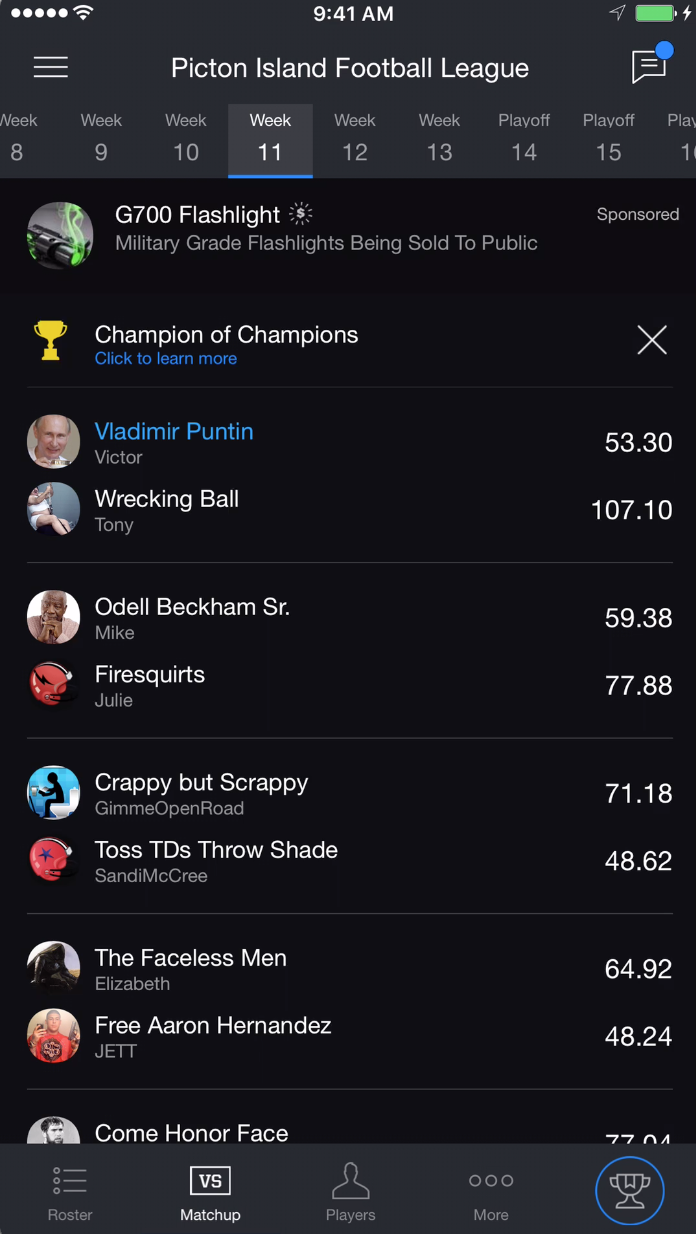 9:41 AM
Picton Island Football League
Week Week Week Week Week Week Playoff Playoff
8 9 10 11 12 13 14 15
G700 Flashlight
Sponsored
Military Grade Flashlights Being Sold To Public
Champion of Champions
Click to learn more
Vladimir Puntin
Victor
53.30
Wrecking Ball
Tony
107.10
Odell Beckham Sr.
Mike
59.38
Firesquirts
Julie
77.88
Crappy but Scrappy
GimmeOpenRoad
71.18
Toss TDs Throw Shade
SandiMcCree
48.62
The Faceless Men
Elizabeth
64.92
Free Aaron Hernandez
JETT
48.24
Come Honor Face
77.04
VS
Roster Matchup Players More